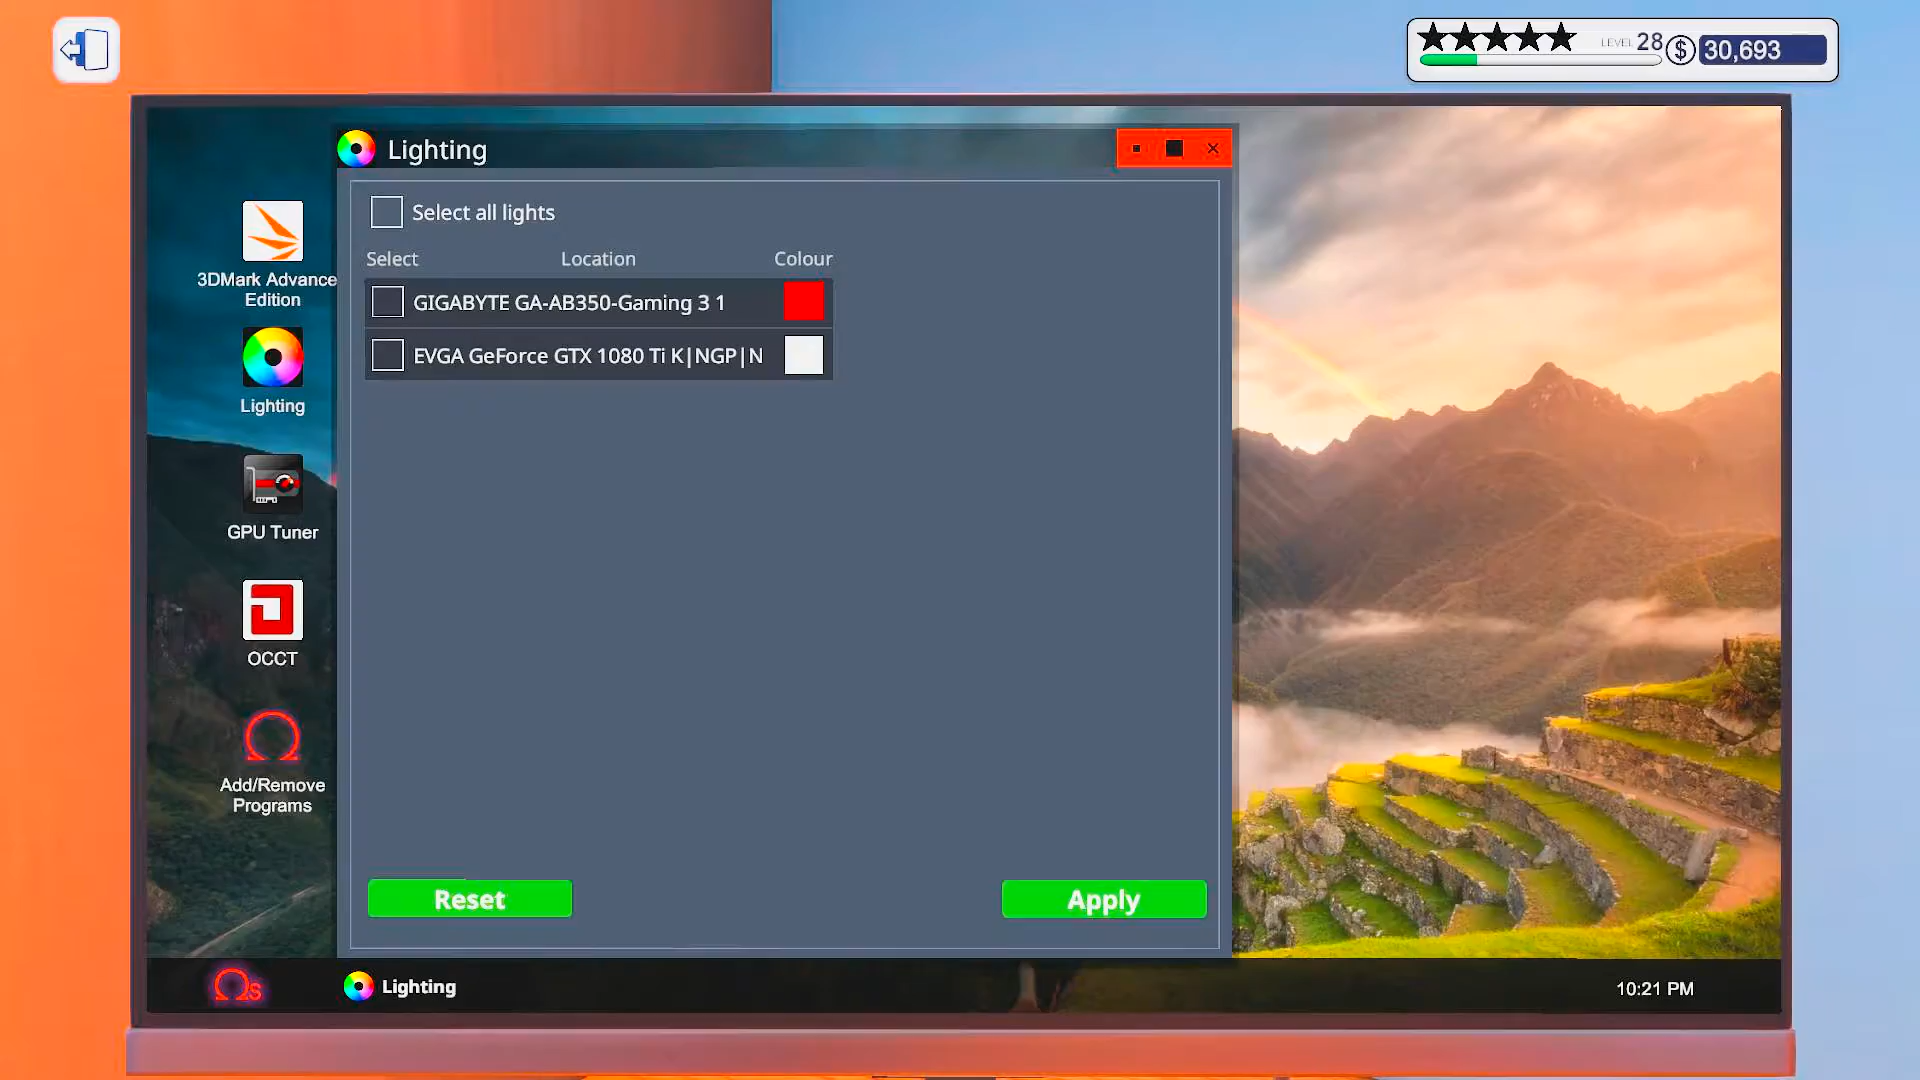 LEVEL 28 $ 30,693
Lighting
Select all lights
Select Location Colour
GIGABYTE GA-AB350-Gaming 3 1
EVGA GeForce GTX 1080 Ti K|NGP|N
3DMark Advance
Edition
Lighting
GPU Tuner
OCCT
Add/Remove
Programs
Reset
Apply
Ωs
Lighting
10:21 PM